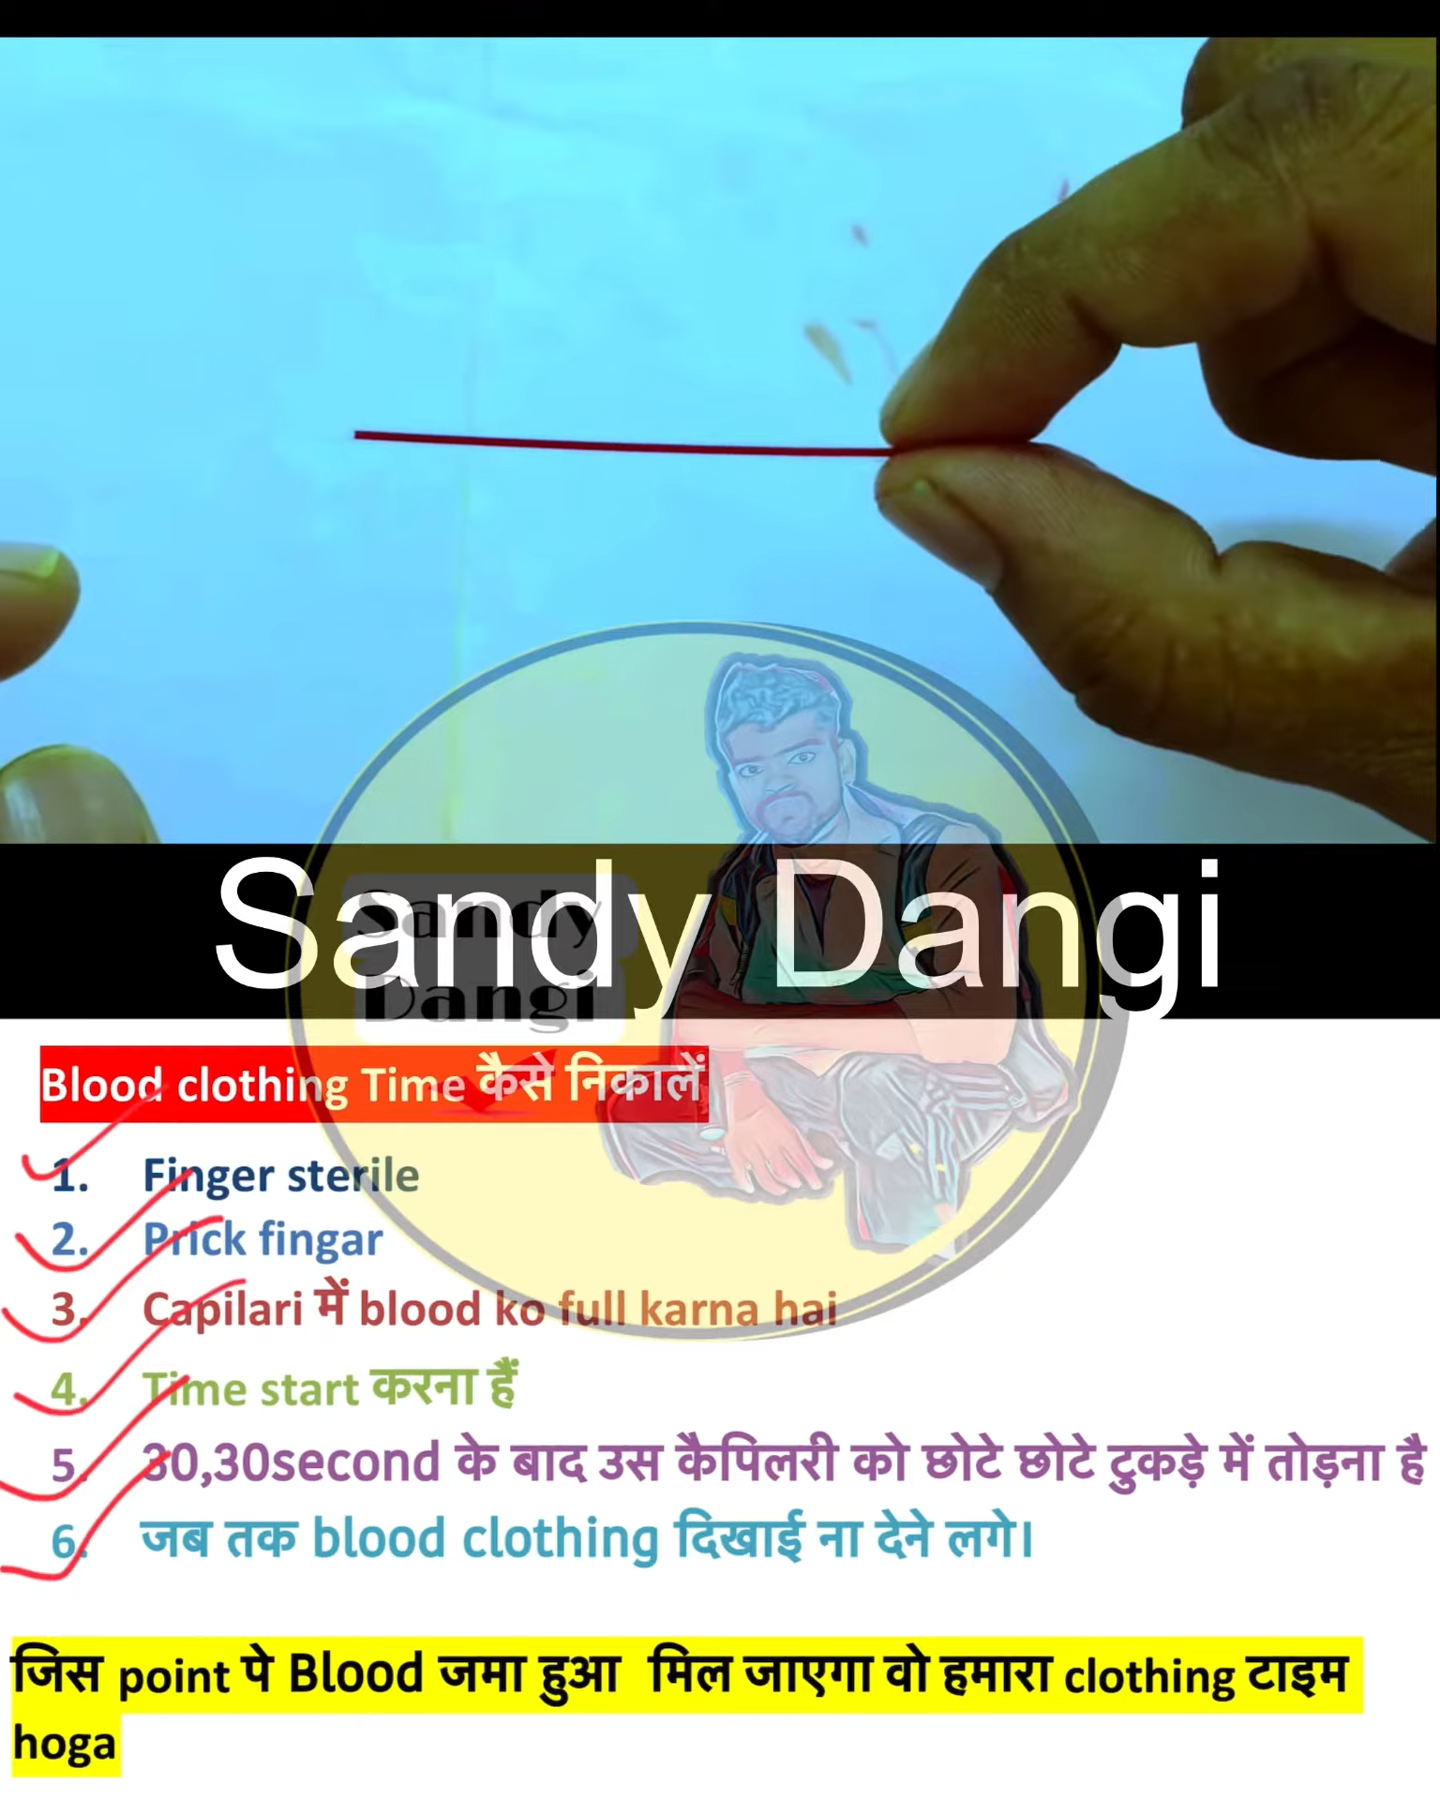 Sandy Dangi
Sandy
Dangi
Blood clothing Time कैसे निकालें
1. Finger sterile
2. Prick fingar
3. Capilari में blood ko full karna hai
4. Time start करना हैं
5. 30,30second के बाद उस कैपिलरी को छोटे छोटे टुकड़े में तोड़ना है
6. जब तक blood clothing दिखाई ना देने लगे।
जिस point पे Blood जमा हुआ मिल जाएगा वो हमारा clothing टाइम
hoga